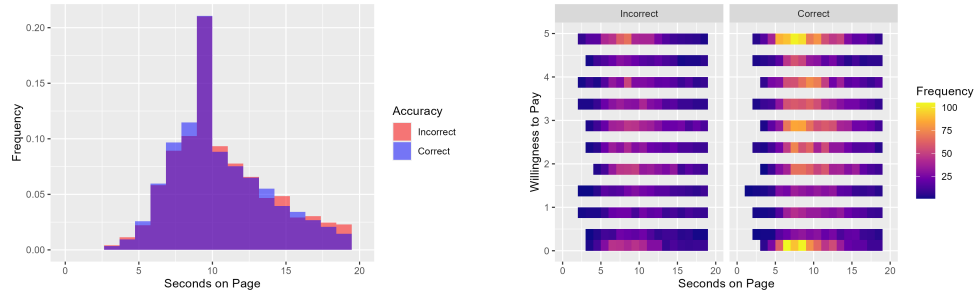 0.20
0.15
0.10
0.05
0.00
Frequency
0 5 10 15 20
Seconds on Page
Accuracy
Incorrect
Correct
Incorrect Correct
5
4
3
2
1
0
Willingness to Pay
0 5 10 15 20 0 5 10 15 20
Seconds on Page
Frequency
100
75
50
25